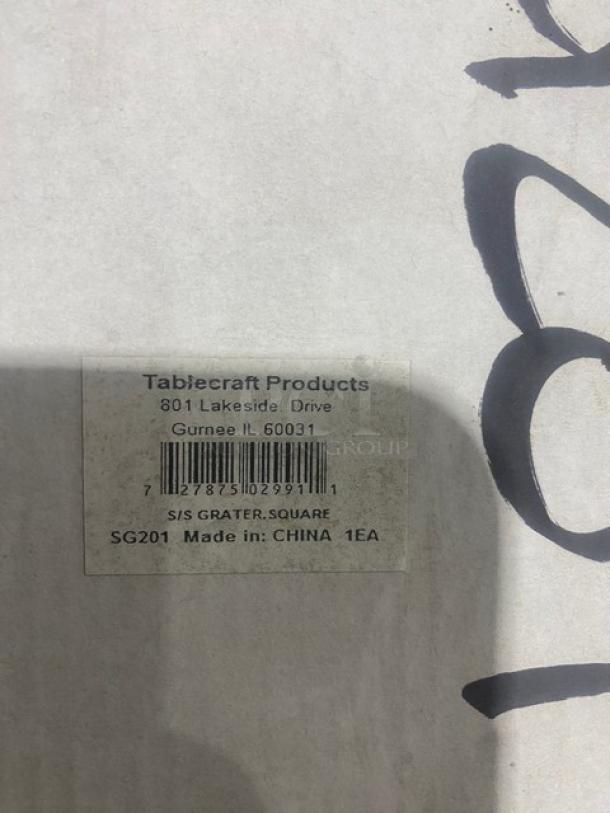 Tablecraft Products
801 Lakeside Drive
Gurnee IL 60031
7 27875 02991 1
S/S GRATER.SQUARE
SG201 Made in: CHINA 1EA
GROUP